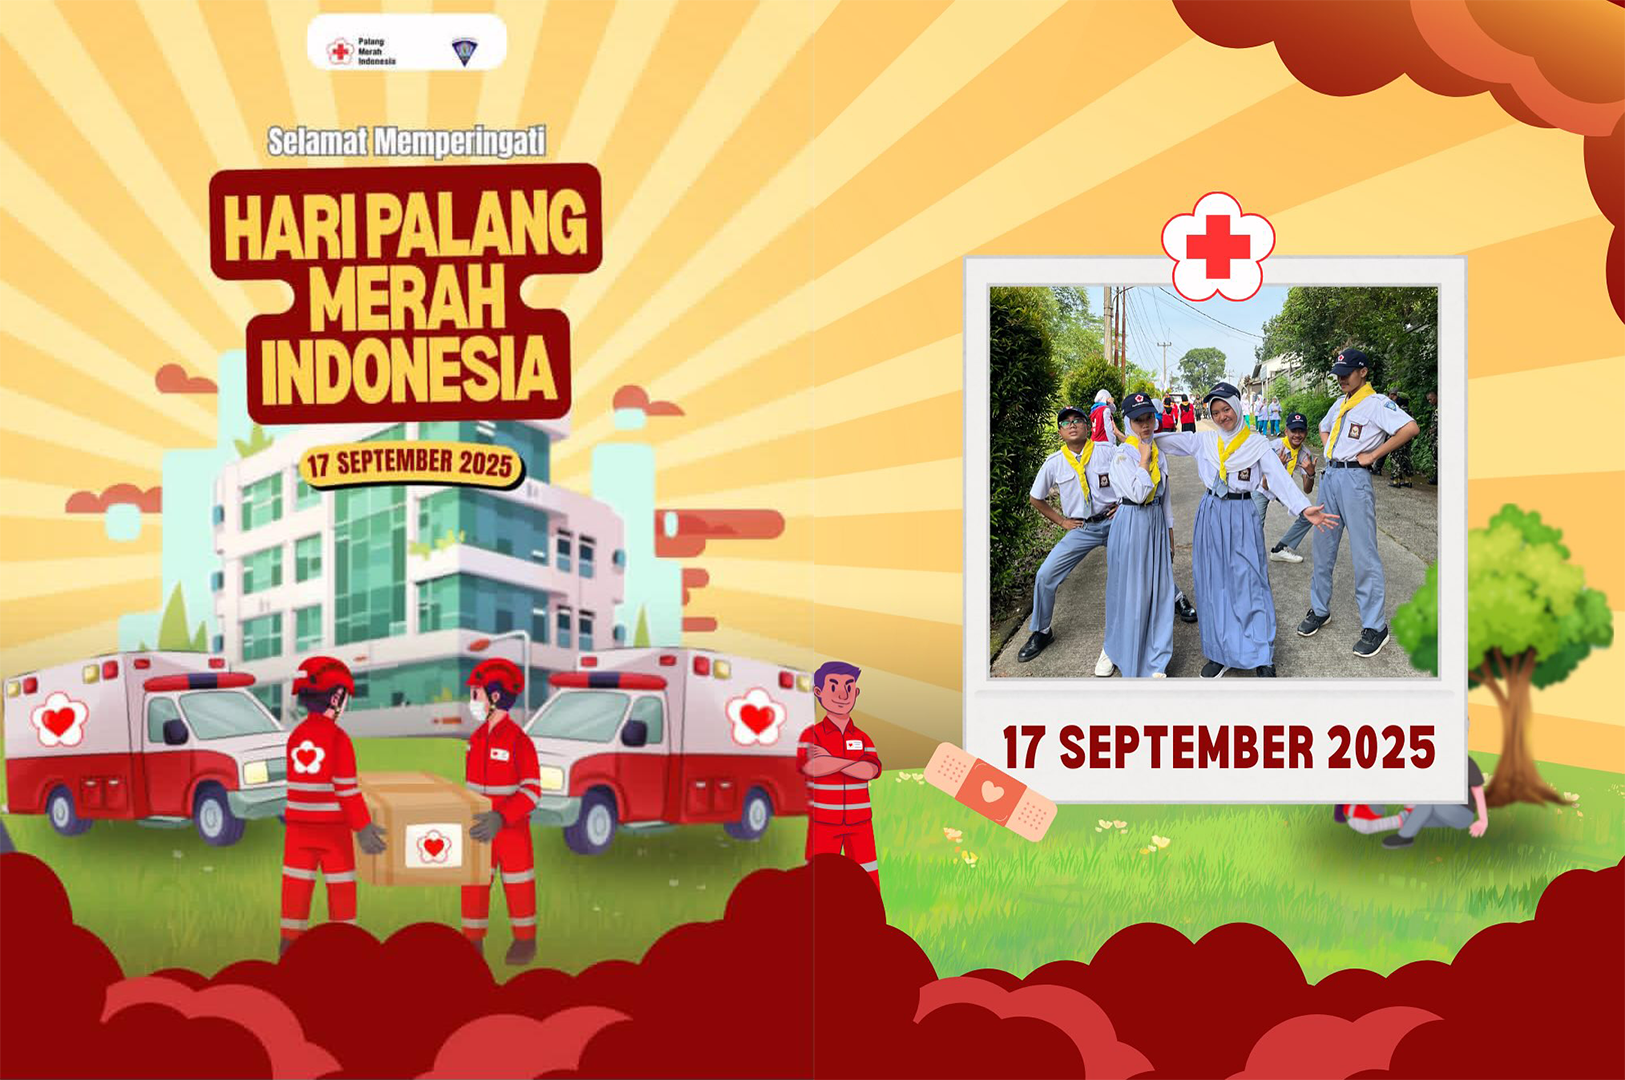 Palang
Merah
Indonesia
Selamat Memperingati
HARI PALANG
MERAH
INDONESIA
17 SEPTEMBER 2025
17 SEPTEMBER 2025